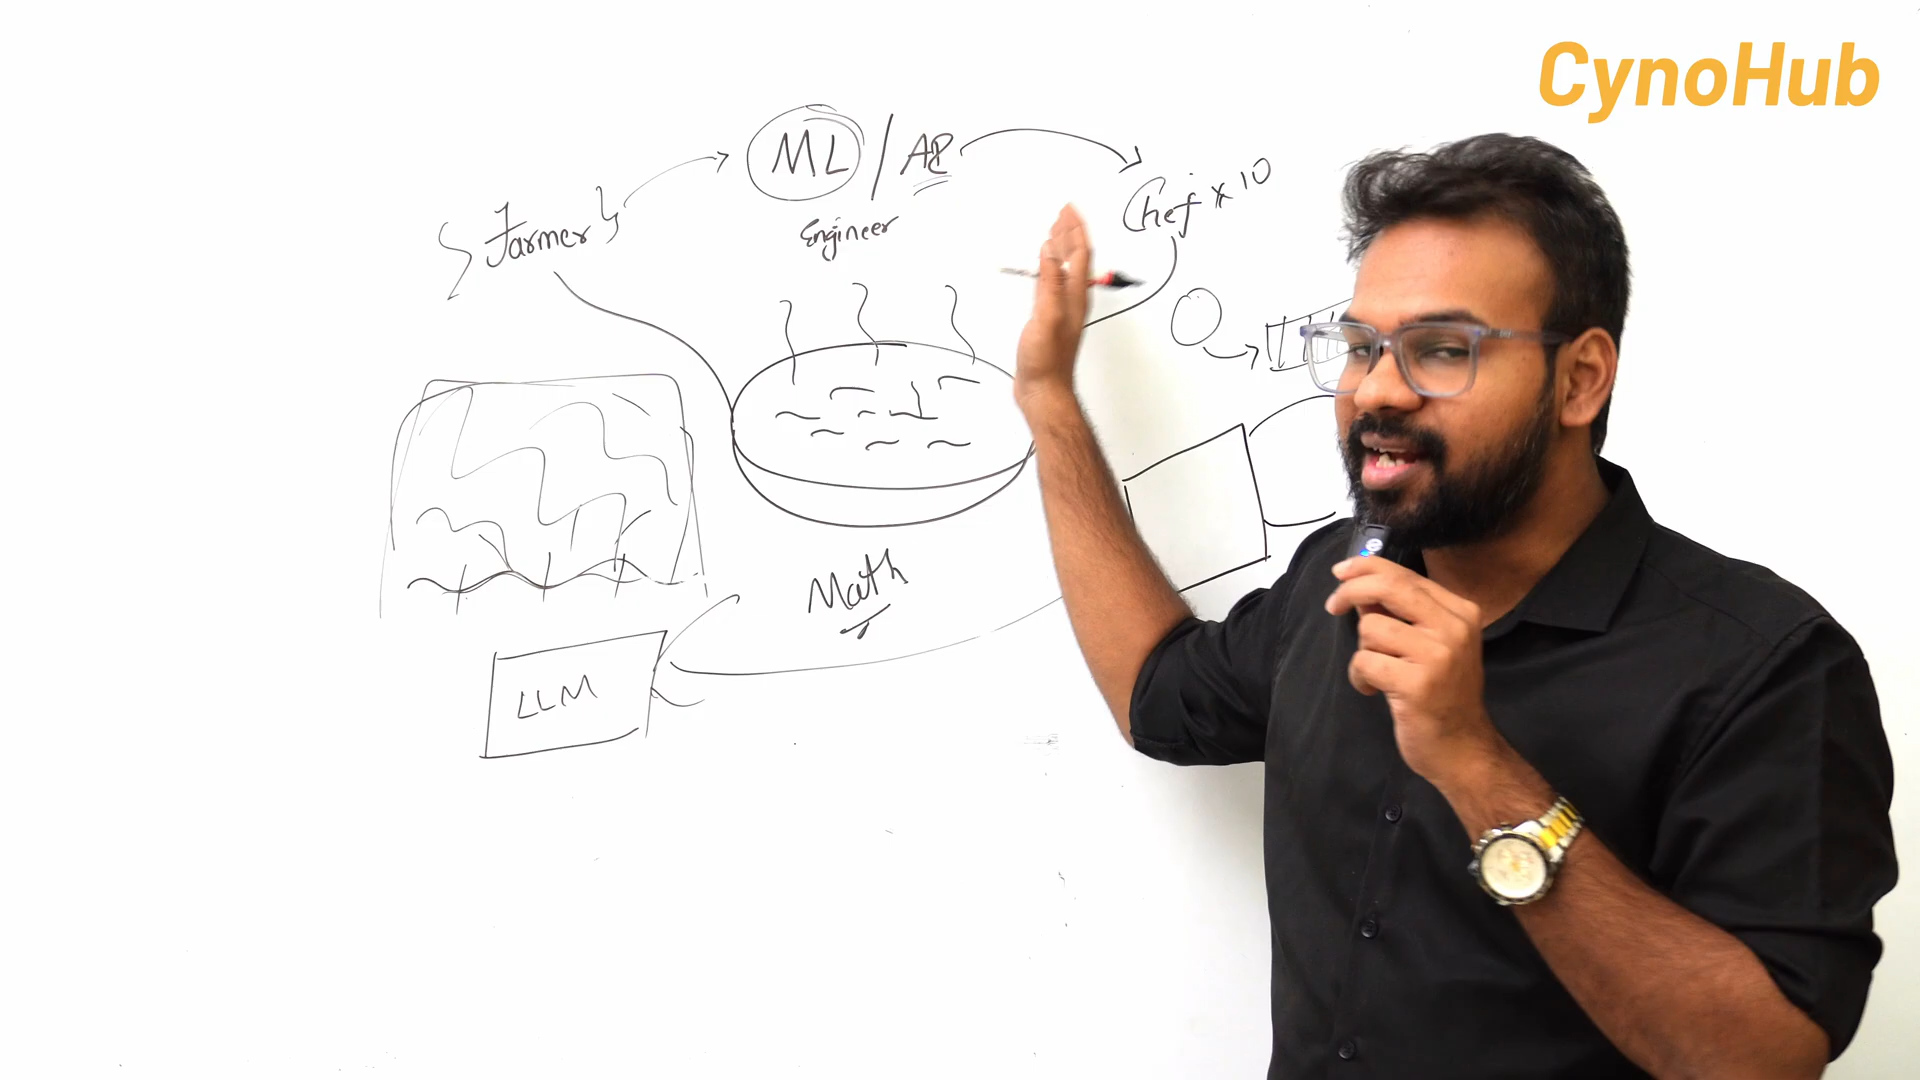 CynoHub
ML / AI
Engineer
Farmer
Chef x 10
Math
LLM